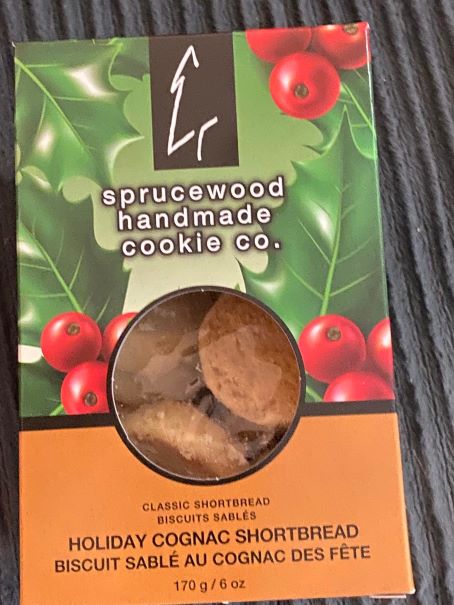 sprucewood
handmade
cookie co.
CLASSIC SHORTBREAD
BISCUITS SABLÉS
HOLIDAY COGNAC SHORTBREAD
BISCUIT SABLÉ AU COGNAC DES FÊTE
170 g / 6 oz